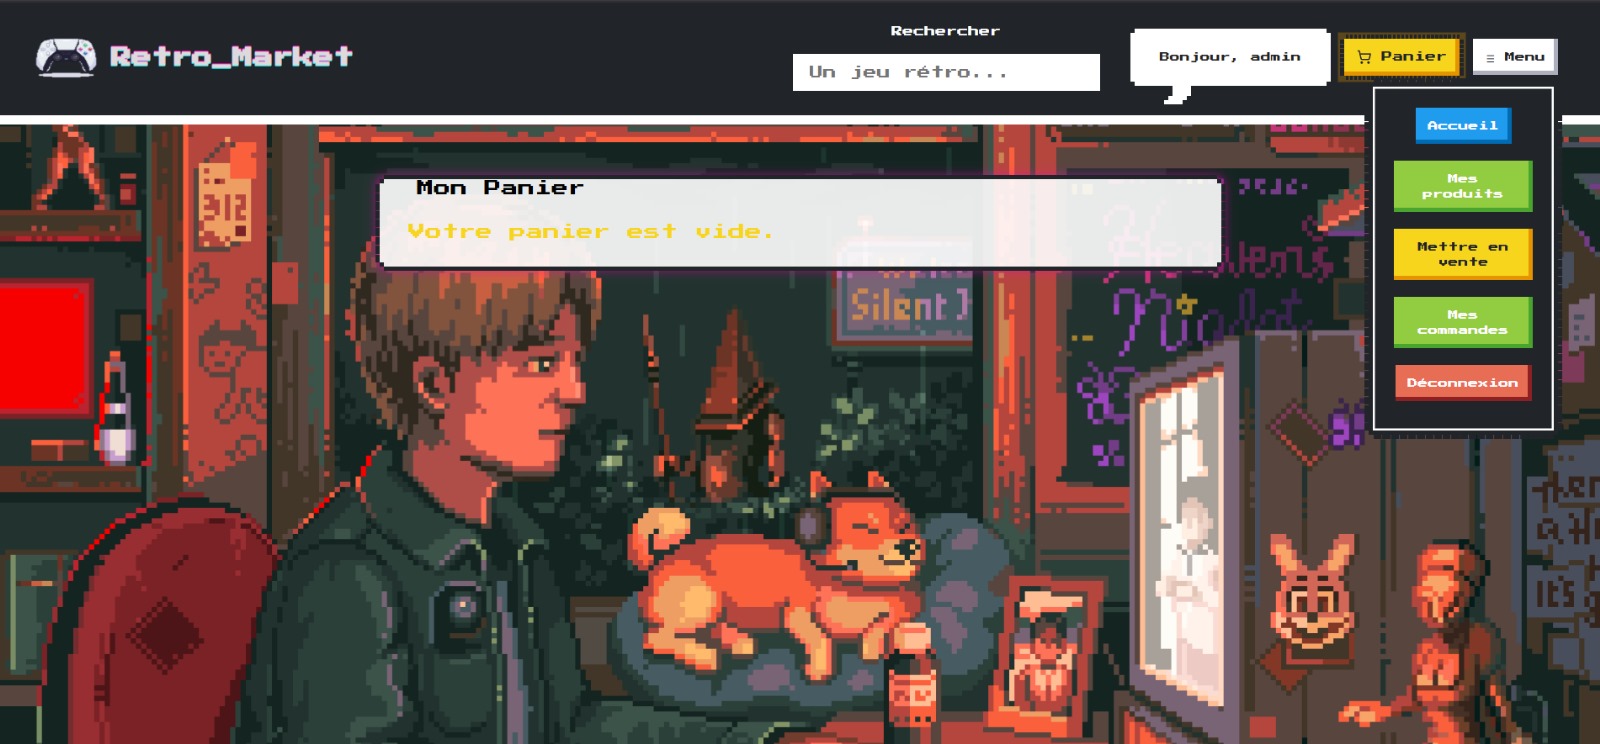 Retro_Market
Rechercher
Un jeu rétro...
Bonjour, admin
Panier
≡ Menu
Accueil
Mes
produits
Mettre en
vente
Mes
commandes
Déconnexion
Mon Panier
Votre panier est vide.
312
Silent